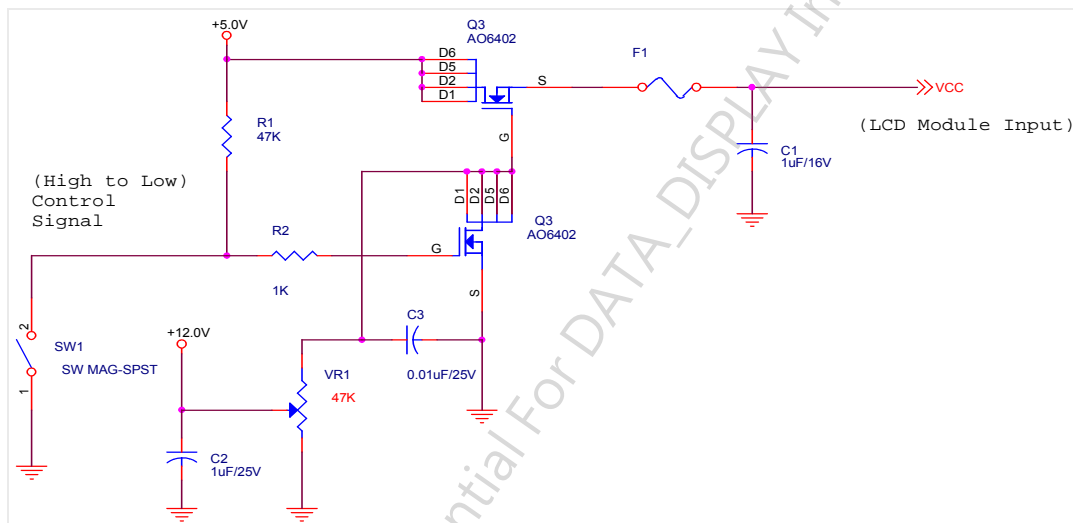 +5.0V
Q3
AO6402
D6
D5
D2
D1
S
G
F1
VCC
(LCD Module Input)
R1
47K
C1
1uF/16V
(High to Low)
Control
Signal
D1
D2
D5
D6
Q3
AO6402
R2
1K
G
S
C3
0.01uF/25V
2
SW1
SW MAG-SPST
1
+12.0V
VR1
47K
C2
1uF/25V
ntial For DATA_DISPLAY In